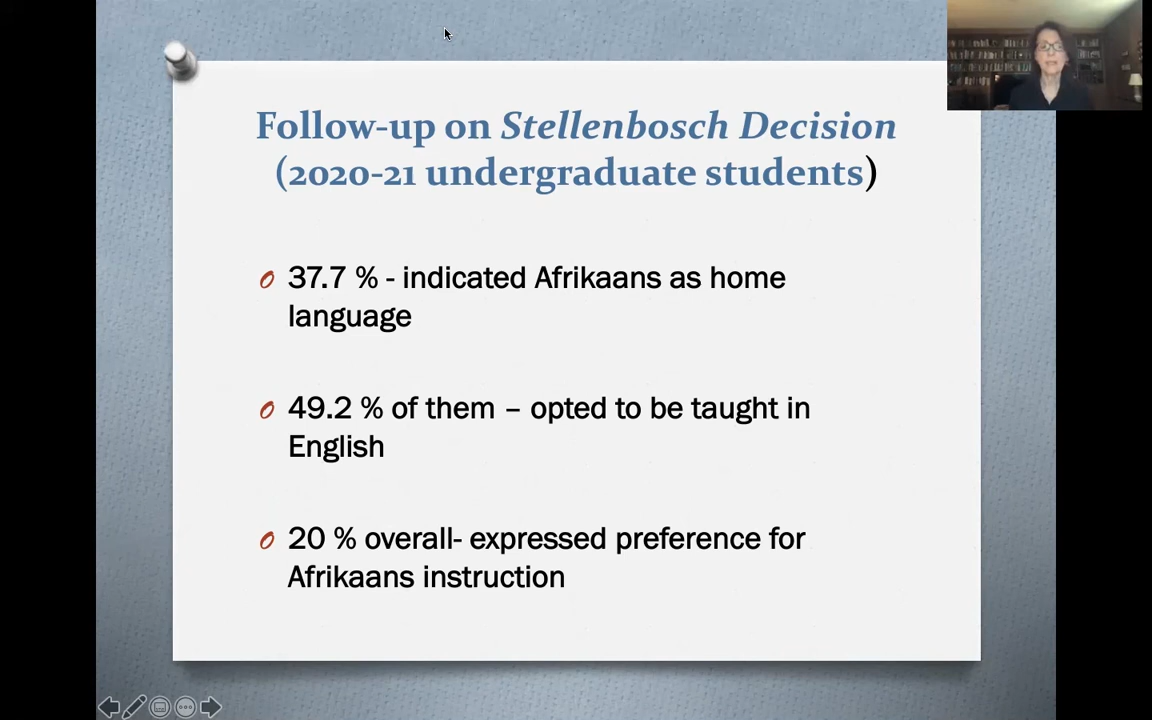 Follow-up on Stellenbosch Decision
(2020-21 undergraduate students)
37.7 % - indicated Afrikaans as home
language
49.2 % of them – opted to be taught in
English
20 % overall- expressed preference for
Afrikaans instruction